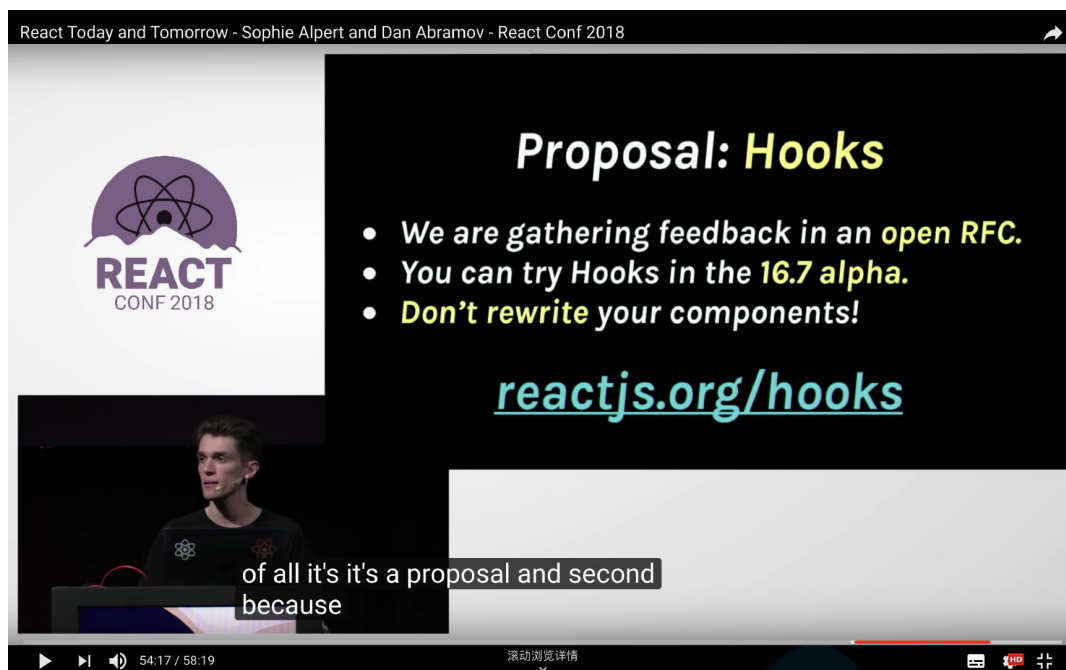 React Today and Tomorrow - Sophie Alpert and Dan Abramov - React Conf 2018
REACT
CONF 2018
Proposal: Hooks
• We are gathering feedback in an open RFC.
• You can try Hooks in the 16.7 alpha.
• Don’t rewrite your components!
reactjs.org/hooks
of all it's it's a proposal and second
because
54:17 / 58:19
滚动浏览详情
HD